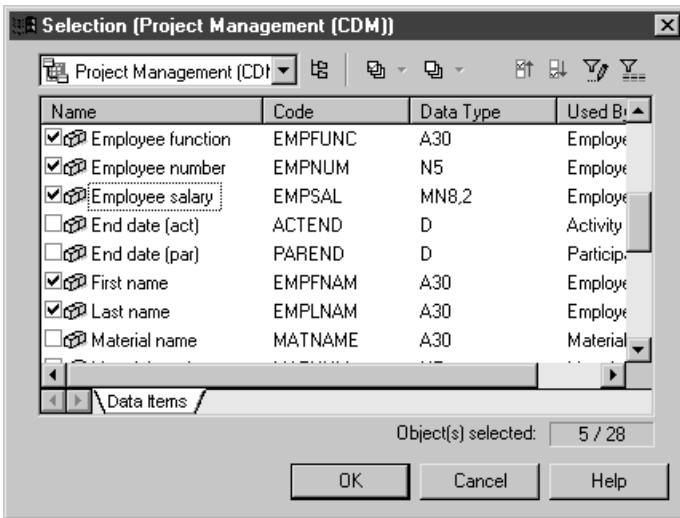 Selection (Project Management (CDM))
Project Management (CDM
Name Code Data Type Used By
Employee function EMPFUNC A30 Employe
Employee number EMPNUM N5 Employe
Employee salary EMPSAL MN8,2 Employe
End date (act) ACTEND D Activity
End date (par) PAREND D Particip
First name EMPFNAM A30 Employe
Last name EMPLNAM A30 Employe
Material name MATNAME A30 Material
Data Items
Object(s) selected: 5 / 28
OK Cancel Help